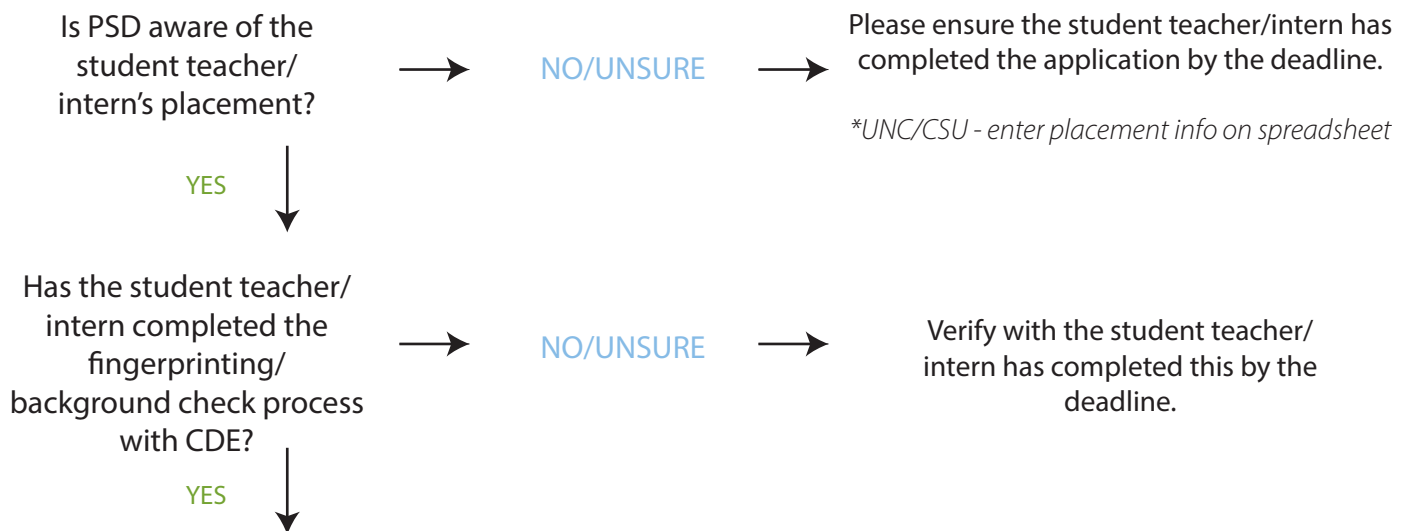 Is PSD aware of the
student teacher/
intern’s placement?
NO/UNSURE
Please ensure the student teacher/intern has
completed the application by the deadline.
*UNC/CSU - enter placement info on spreadsheet
YES
Has the student teacher/
intern completed the
fingerprinting/
background check process
with CDE?
NO/UNSURE
Verify with the student teacher/
intern has completed this by the
deadline.
YES